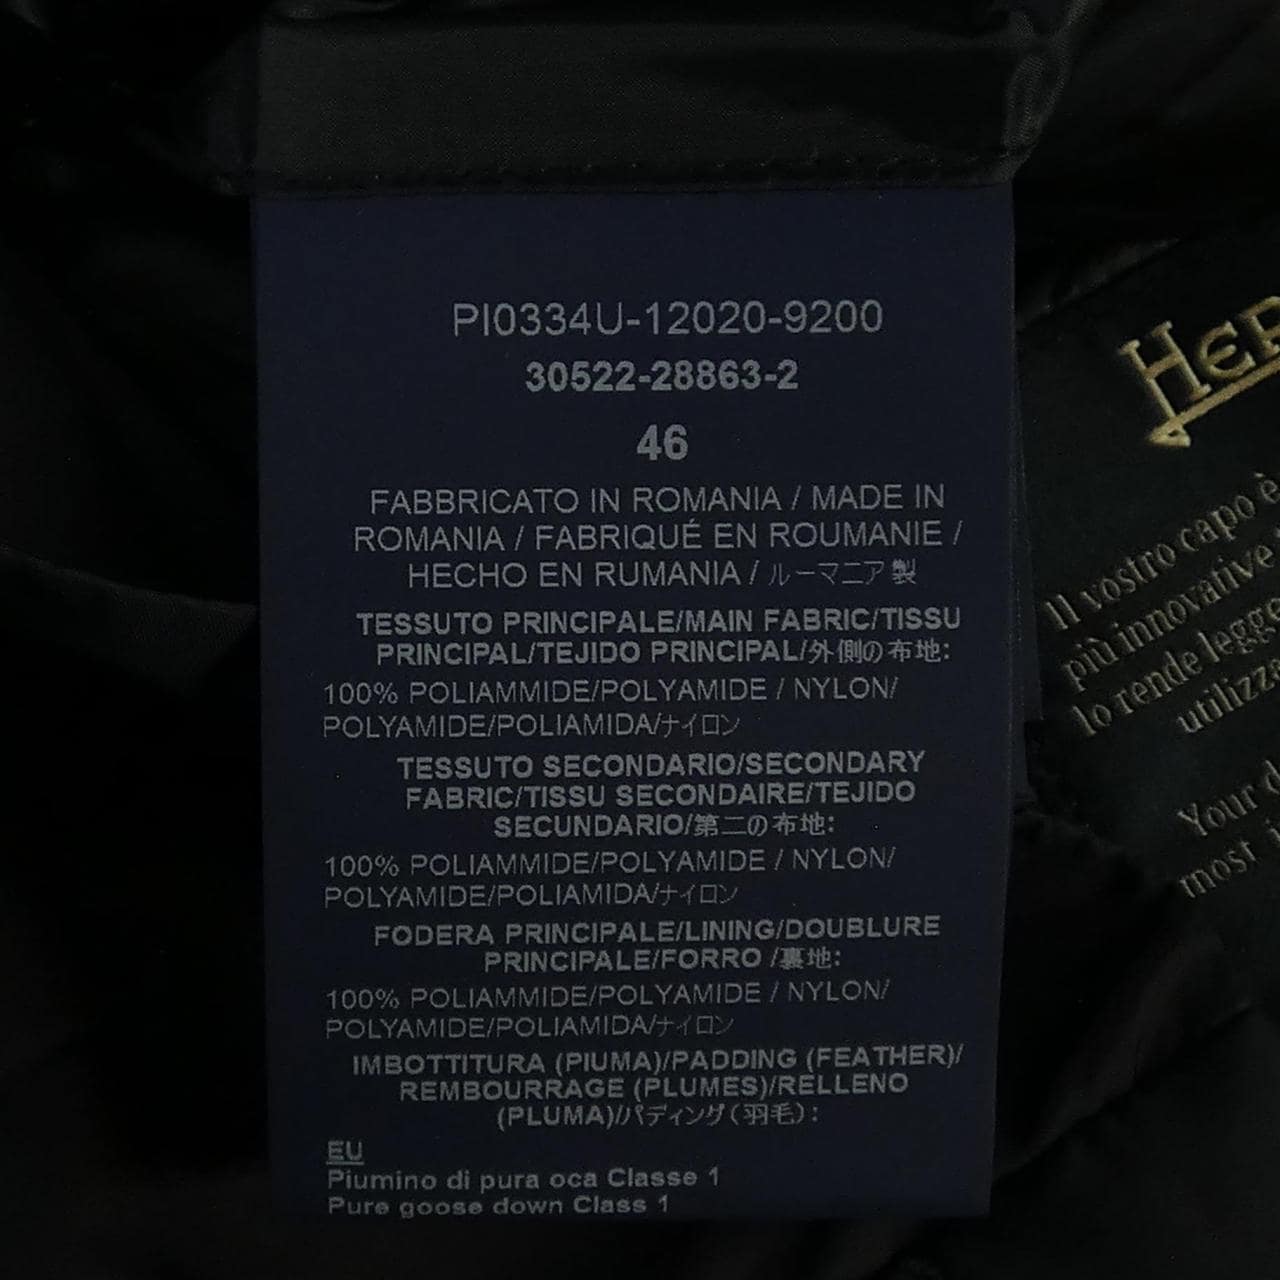 PI0334U-12020-9200
30522-28863-2
46
FABBRICATO IN ROMANIA / MADE IN
ROMANIA / FABRIQUÉ EN ROUMANIE /
HECHO EN RUMANIA / ルーマニア製
TESSUTO PRINCIPALE/MAIN FABRIC/TISSU
PRINCIPAL/TEJIDO PRINCIPAL/外側の布地:
100% POLIAMMIDE/POLYAMIDE / NYLON/
POLYAMIDE/POLIAMIDA/ナイロン
TESSUTO SECONDARIO/SECONDARY
FABRIC/TISSU SECONDAIRE/TEJIDO
SECUNDARIO/第二の布地:
100% POLIAMMIDE/POLYAMIDE / NYLON/
POLYAMIDE/POLIAMIDA/ナイロン
FODERA PRINCIPALE/LINING/DOUBLURE
PRINCIPALE/FORRO /裏地:
100% POLIAMMIDE/POLYAMIDE / NYLON/
POLYAMIDE/POLIAMIDA/ナイロン
IMBOTTITURA (PIUMA)/PADDING (FEATHER)/
REMBOURRAGE (PLUMES)/RELLENO
(PLUMA)/パディング(羽毛):
EU
Piumino di pura oca Classe 1
Pure goose down Class 1
HER
Il vostro capo è
più innovative
lo rende legge
utilizz
Your d
most